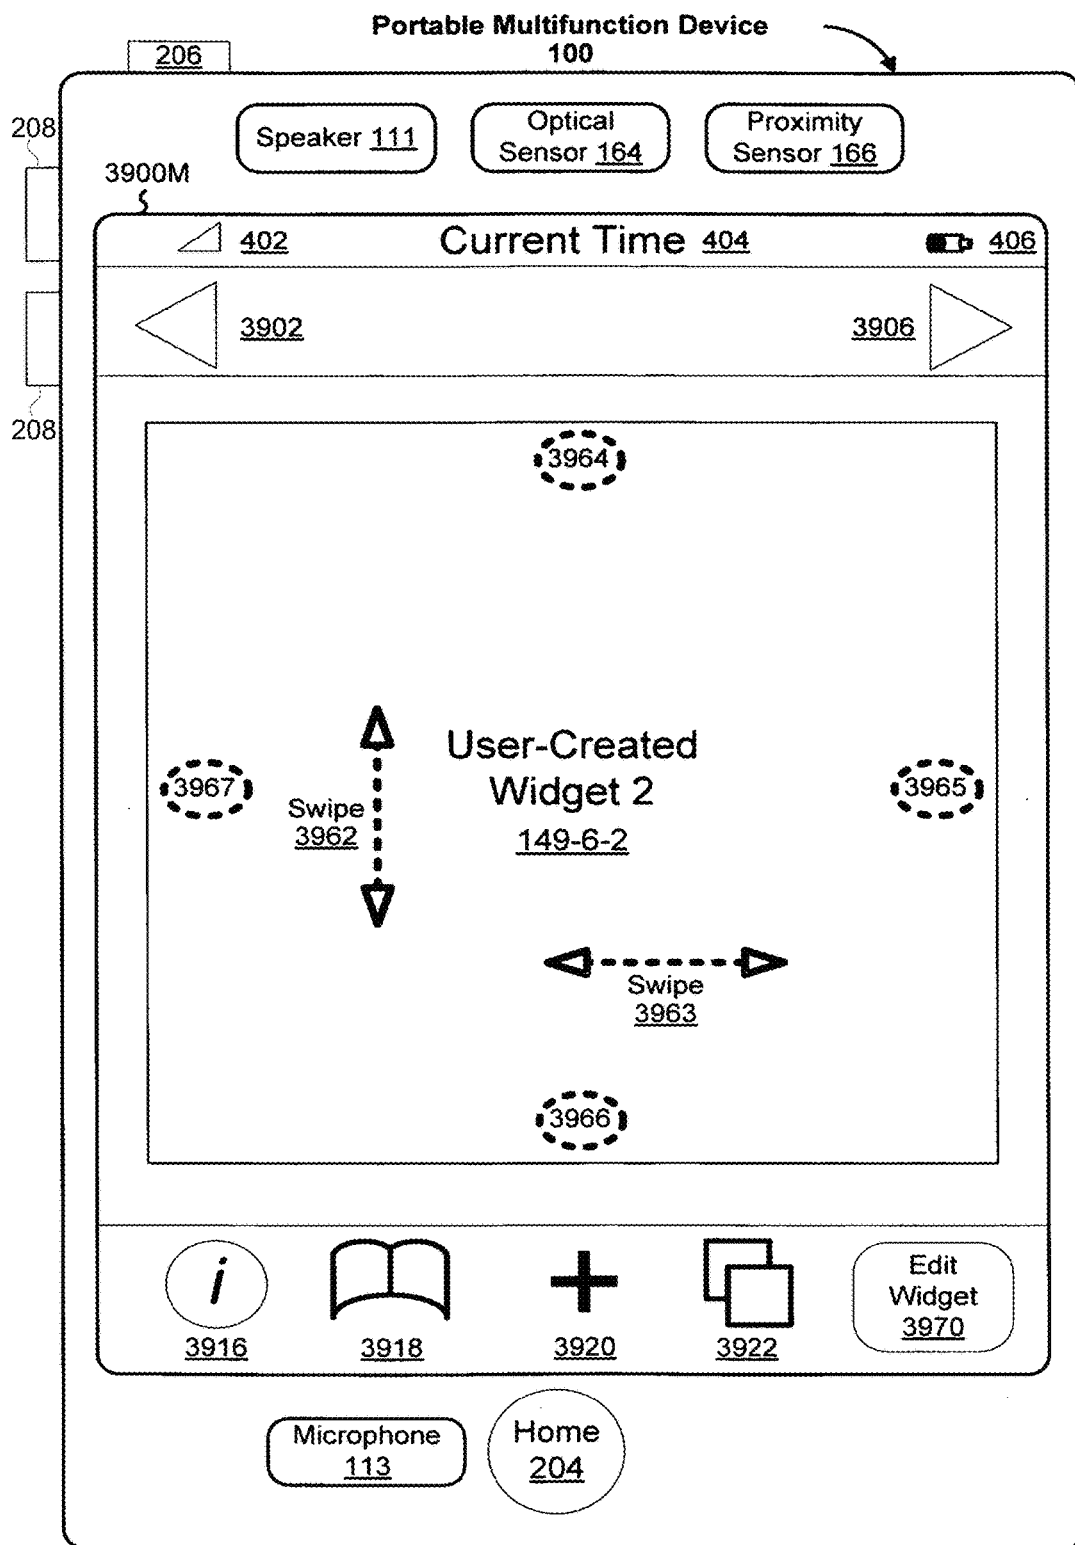 Portable Multifunction Device
100
206
208
Speaker 111
Optical
Sensor 164
Proximity
Sensor 166
3900M
402
Current Time 404
406
3902
3906
208
3964
User-Created
Widget 2
149-6-2
3967
3965
Swipe
3962
Swipe
3963
3966
i
3916
3918
3920
3922
Edit
Widget
3970
Microphone
113
Home
204